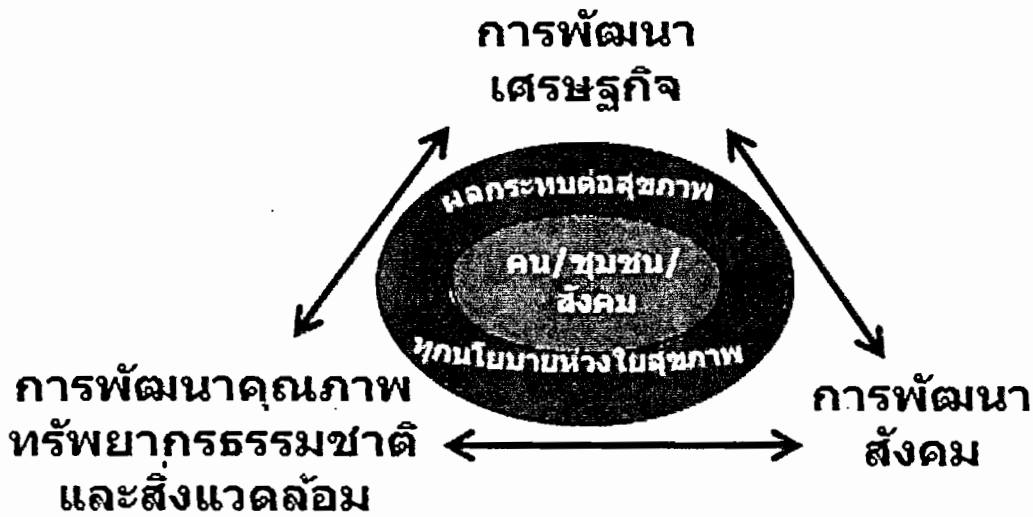 การพัฒนา
เศรษฐกิจ
ผลกระทบต่อสุขภาพ
คน/ชุมชน/
สังคม
ทุกนโยบายห่วงใยสุขภาพ
การพัฒนาคุณภาพ
ทรัพยากรธรรมชาติ
และสิ่งแวดล้อม
การพัฒนา
สังคม